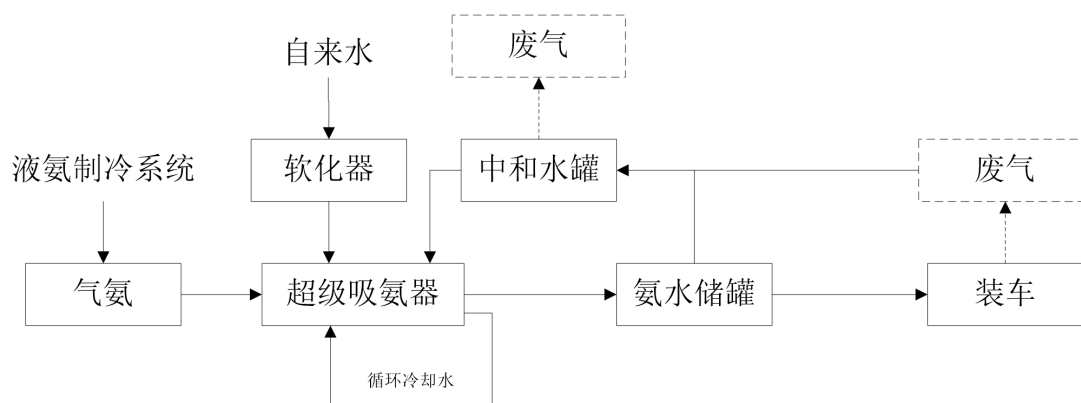 废气
自来水
液氨制冷系统
软化器
中和水罐
废气
气氨
超级吸氨器
氨水储罐
装车
循环冷却水